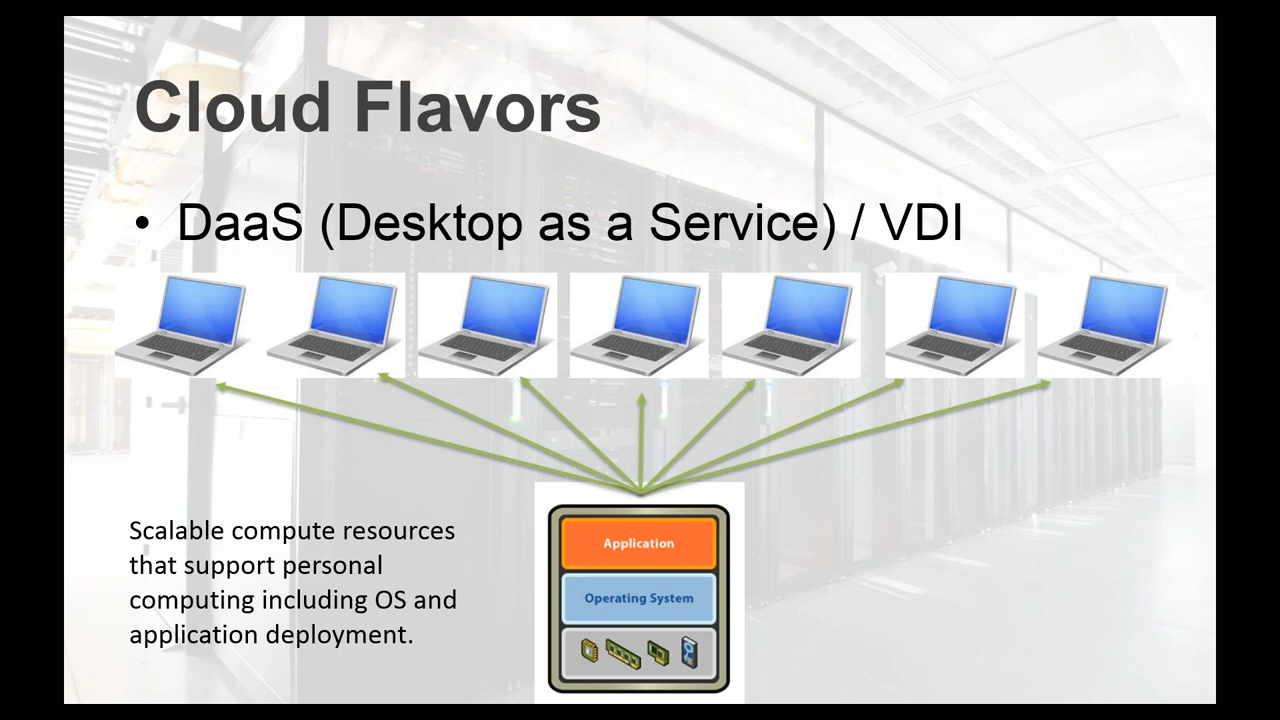 Cloud Flavors
• DaaS (Desktop as a Service) / VDI
Scalable compute resources
that support personal
computing including OS and
application deployment.
Application
Operating System